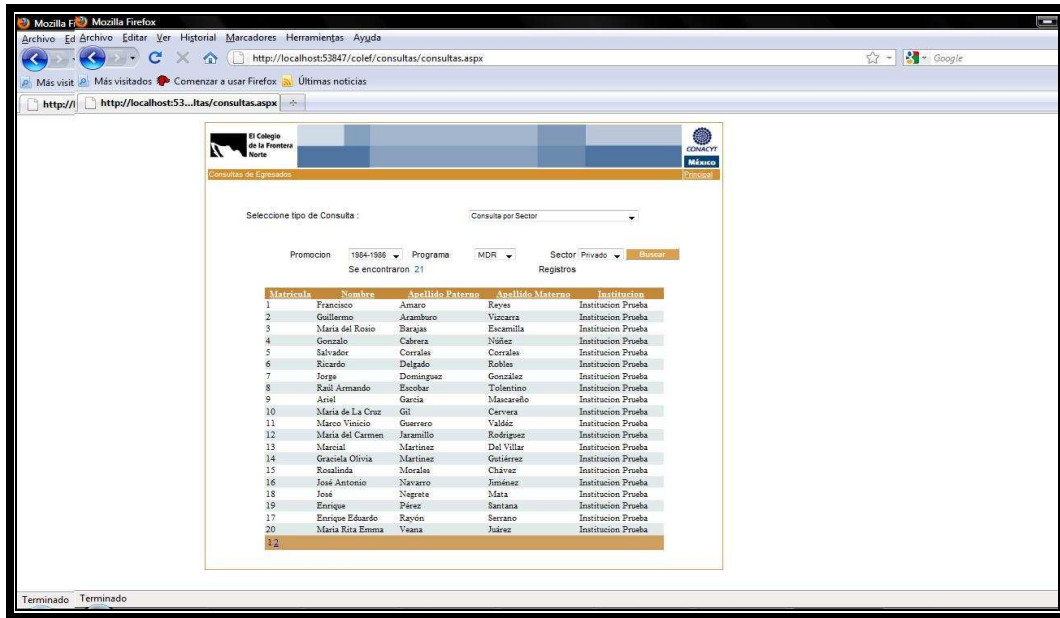 Mozilla Fi Mozilla Firefox
Archivo Ed Archivo Editar Ver Historial Marcadores Herramientas Ayuda
http://localhost:53847/colef/consultas/consultas.aspx
Google
Más visit Más visitados Comenzar a usar Firefox Últimas noticias
http://l http://localhost:53...ltas/consultas.aspx
El Colegio
de la Frontera
Norte
CONACYT
México
Consultas de Egresados Principal
Seleccione tipo de Consulta : Consulta por Sector
Promocion 1984-1986 Programa MDR Sector Privado Buscar
Se encontraron 21 Registros
Matricula Nombre Apellido Paterno Apellido Materno Institucion
1 Francisco Amaro Reyes Institucion Prueba
2 Guillermo Aramburo Vizcarra Institucion Prueba
3 Maria del Rosio Barajas Escamilla Institucion Prueba
4 Gonzalo Cabrera Núñez Institucion Prueba
5 Salvador Corrales Corrales Institucion Prueba
6 Ricardo Delgado Robles Institucion Prueba
7 Jorge Dominguez González Institucion Prueba
8 Raúl Armando Escobar Tolentino Institucion Prueba
9 Ariel Garcia Mascareño Institucion Prueba
10 Maria de La Cruz Gil Cervera Institucion Prueba
11 Marco Vinicio Guerrero Valdéz Institucion Prueba
12 Maria del Carmen Jaramillo Rodriguez Institucion Prueba
13 Marcial Martinez Del Villar Institucion Prueba
14 Graciela Olivia Martinez Gutiérrez Institucion Prueba
15 Rosalinda Morales Chávez Institucion Prueba
16 José Antonio Navarro Jiménez Institucion Prueba
18 José Negrete Mata Institucion Prueba
19 Enrique Pérez Santana Institucion Prueba
17 Enrique Eduardo Rayón Serrano Institucion Prueba
20 Maria Rita Emma Veana Juárez Institucion Prueba
1 2
Terminado Terminado